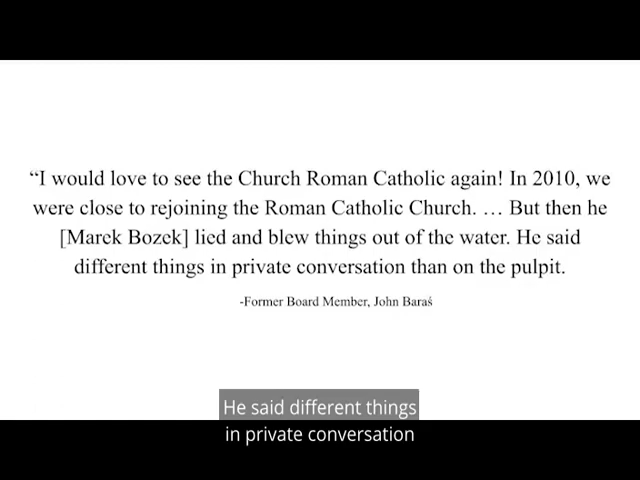 “I would love to see the Church Roman Catholic again! In 2010, we
were close to rejoining the Roman Catholic Church. … But then he
[Marek Bozek] lied and blew things out of the water. He said
different things in private conversation than on the pulpit.
-Former Board Member, John Baraś
He said different things
in private conversation